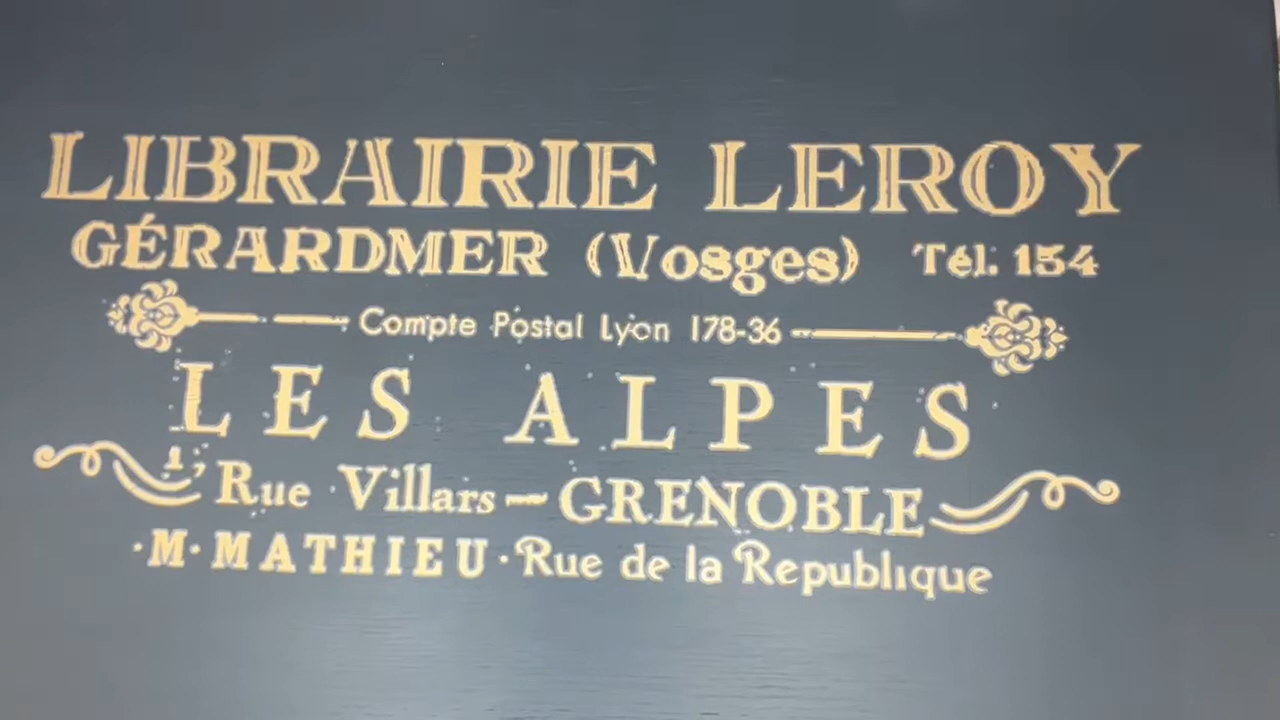 LIBRAIRIE LEROY
GÉRARDMER (Vosges) Tél: 154
Compte Postal Lyon 178-36
LES ALPES
1, Rue Villars - GRENOBLE
·M·MATHIEU·Rue de la Republique